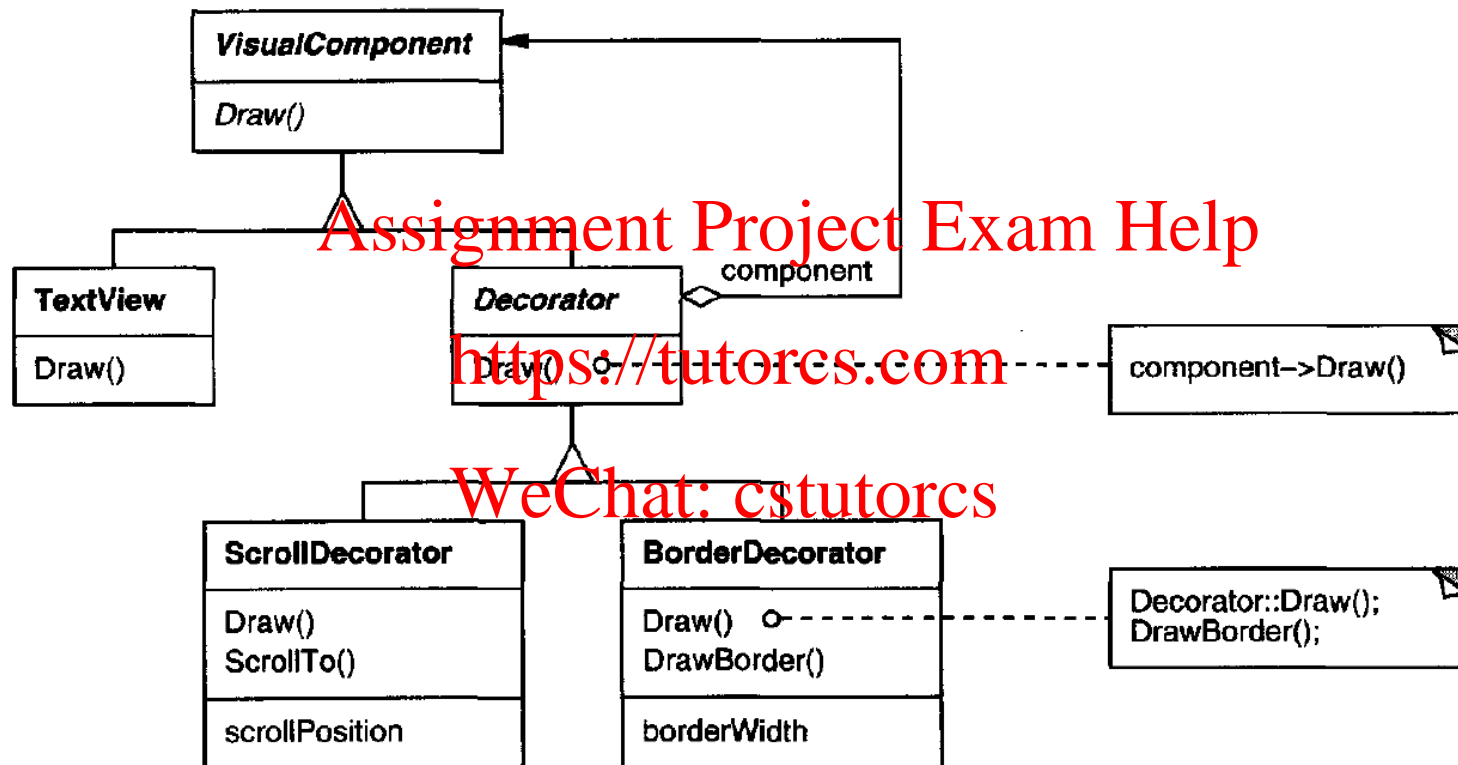 VisualComponent
Draw()
Assignment Project Exam Help
component
TextView
Draw()
Decorator
Draw()
https://tutorcs.com
component->Draw()
WeChat: cstutorcs
ScrollDecorator
Draw()
ScrollTo()
scrollPosition
BorderDecorator
Draw()
DrawBorder()
borderWidth
Decorator::Draw();
DrawBorder();